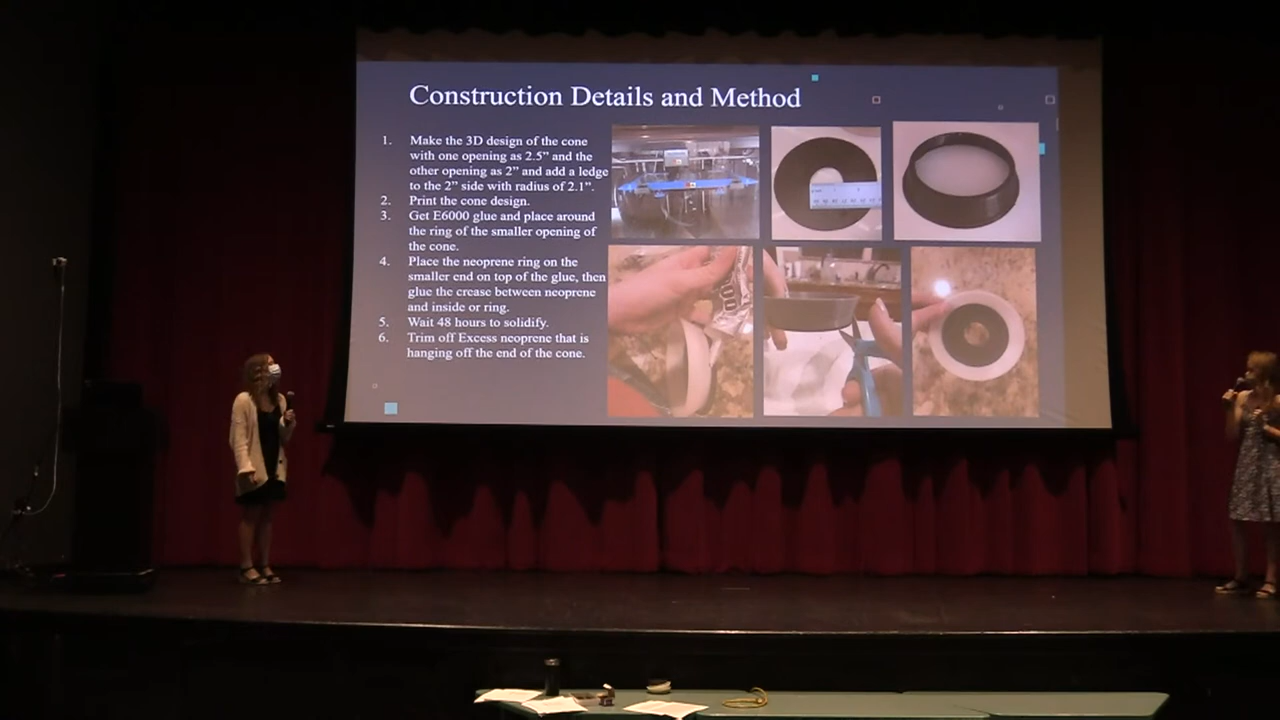 Construction Details and Method
1. Make the 3D design of the cone
with one opening as 2.5” and the
other opening as 2” and add a ledge
to the 2” side with radius of 2.1”.
2. Print the cone design.
3. Get E6000 glue and place around
the ring of the smaller opening of
the cone.
4. Place the neoprene ring on the
smaller end on top of the glue, then
glue the crease between neoprene
and inside or ring.
5. Wait 48 hours to solidify.
6. Trim off Excess neoprene that is
hanging off the end of the cone.